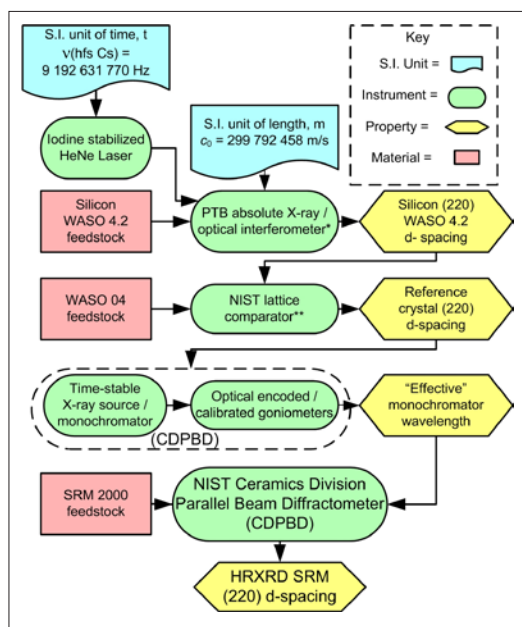 S.I. unit of time, t
ν(hfs Cs) =
9 192 631 770 Hz
Key
S.I. Unit =
Instrument =
Property =
Material =
S.I. unit of length, m
c₀ = 299 792 458 m/s
Iodine stabilized
HeNe Laser
Silicon
WASO 4.2
feedstock
PTB absolute X-ray /
optical interferometer*
Silicon (220)
WASO 4.2
d- spacing
WASO 04
feedstock
NIST lattice
comparator**
Reference
crystal (220)
d-spacing
Time-stable
X-ray source /
monochromator
Optical encoded /
calibrated goniometers
(CDPBD)
"Effective"
monochromator
wavelength
SRM 2000
feedstock
NIST Ceramics Division
Parallel Beam Diffractometer
(CDPBD)
HRXRD SRM
(220) d-spacing